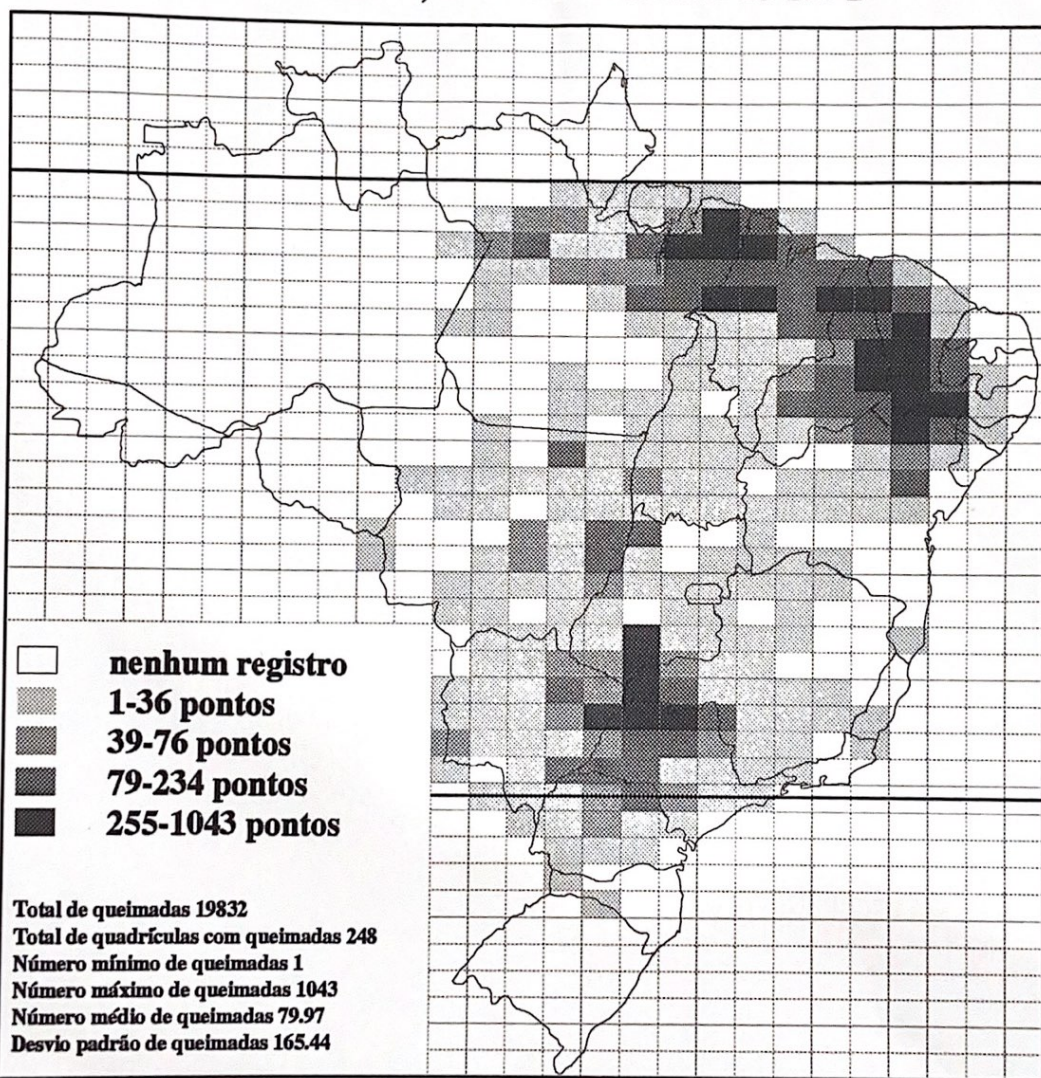 nenhum registro
1-36 pontos
39-76 pontos
79-234 pontos
255-1043 pontos
Total de queimadas 19832
Total de quadrículas com queimadas 248
Número mínimo de queimadas 1
Número máximo de queimadas 1043
Número médio de queimadas 79.97
Desvio padrão de queimadas 165.44